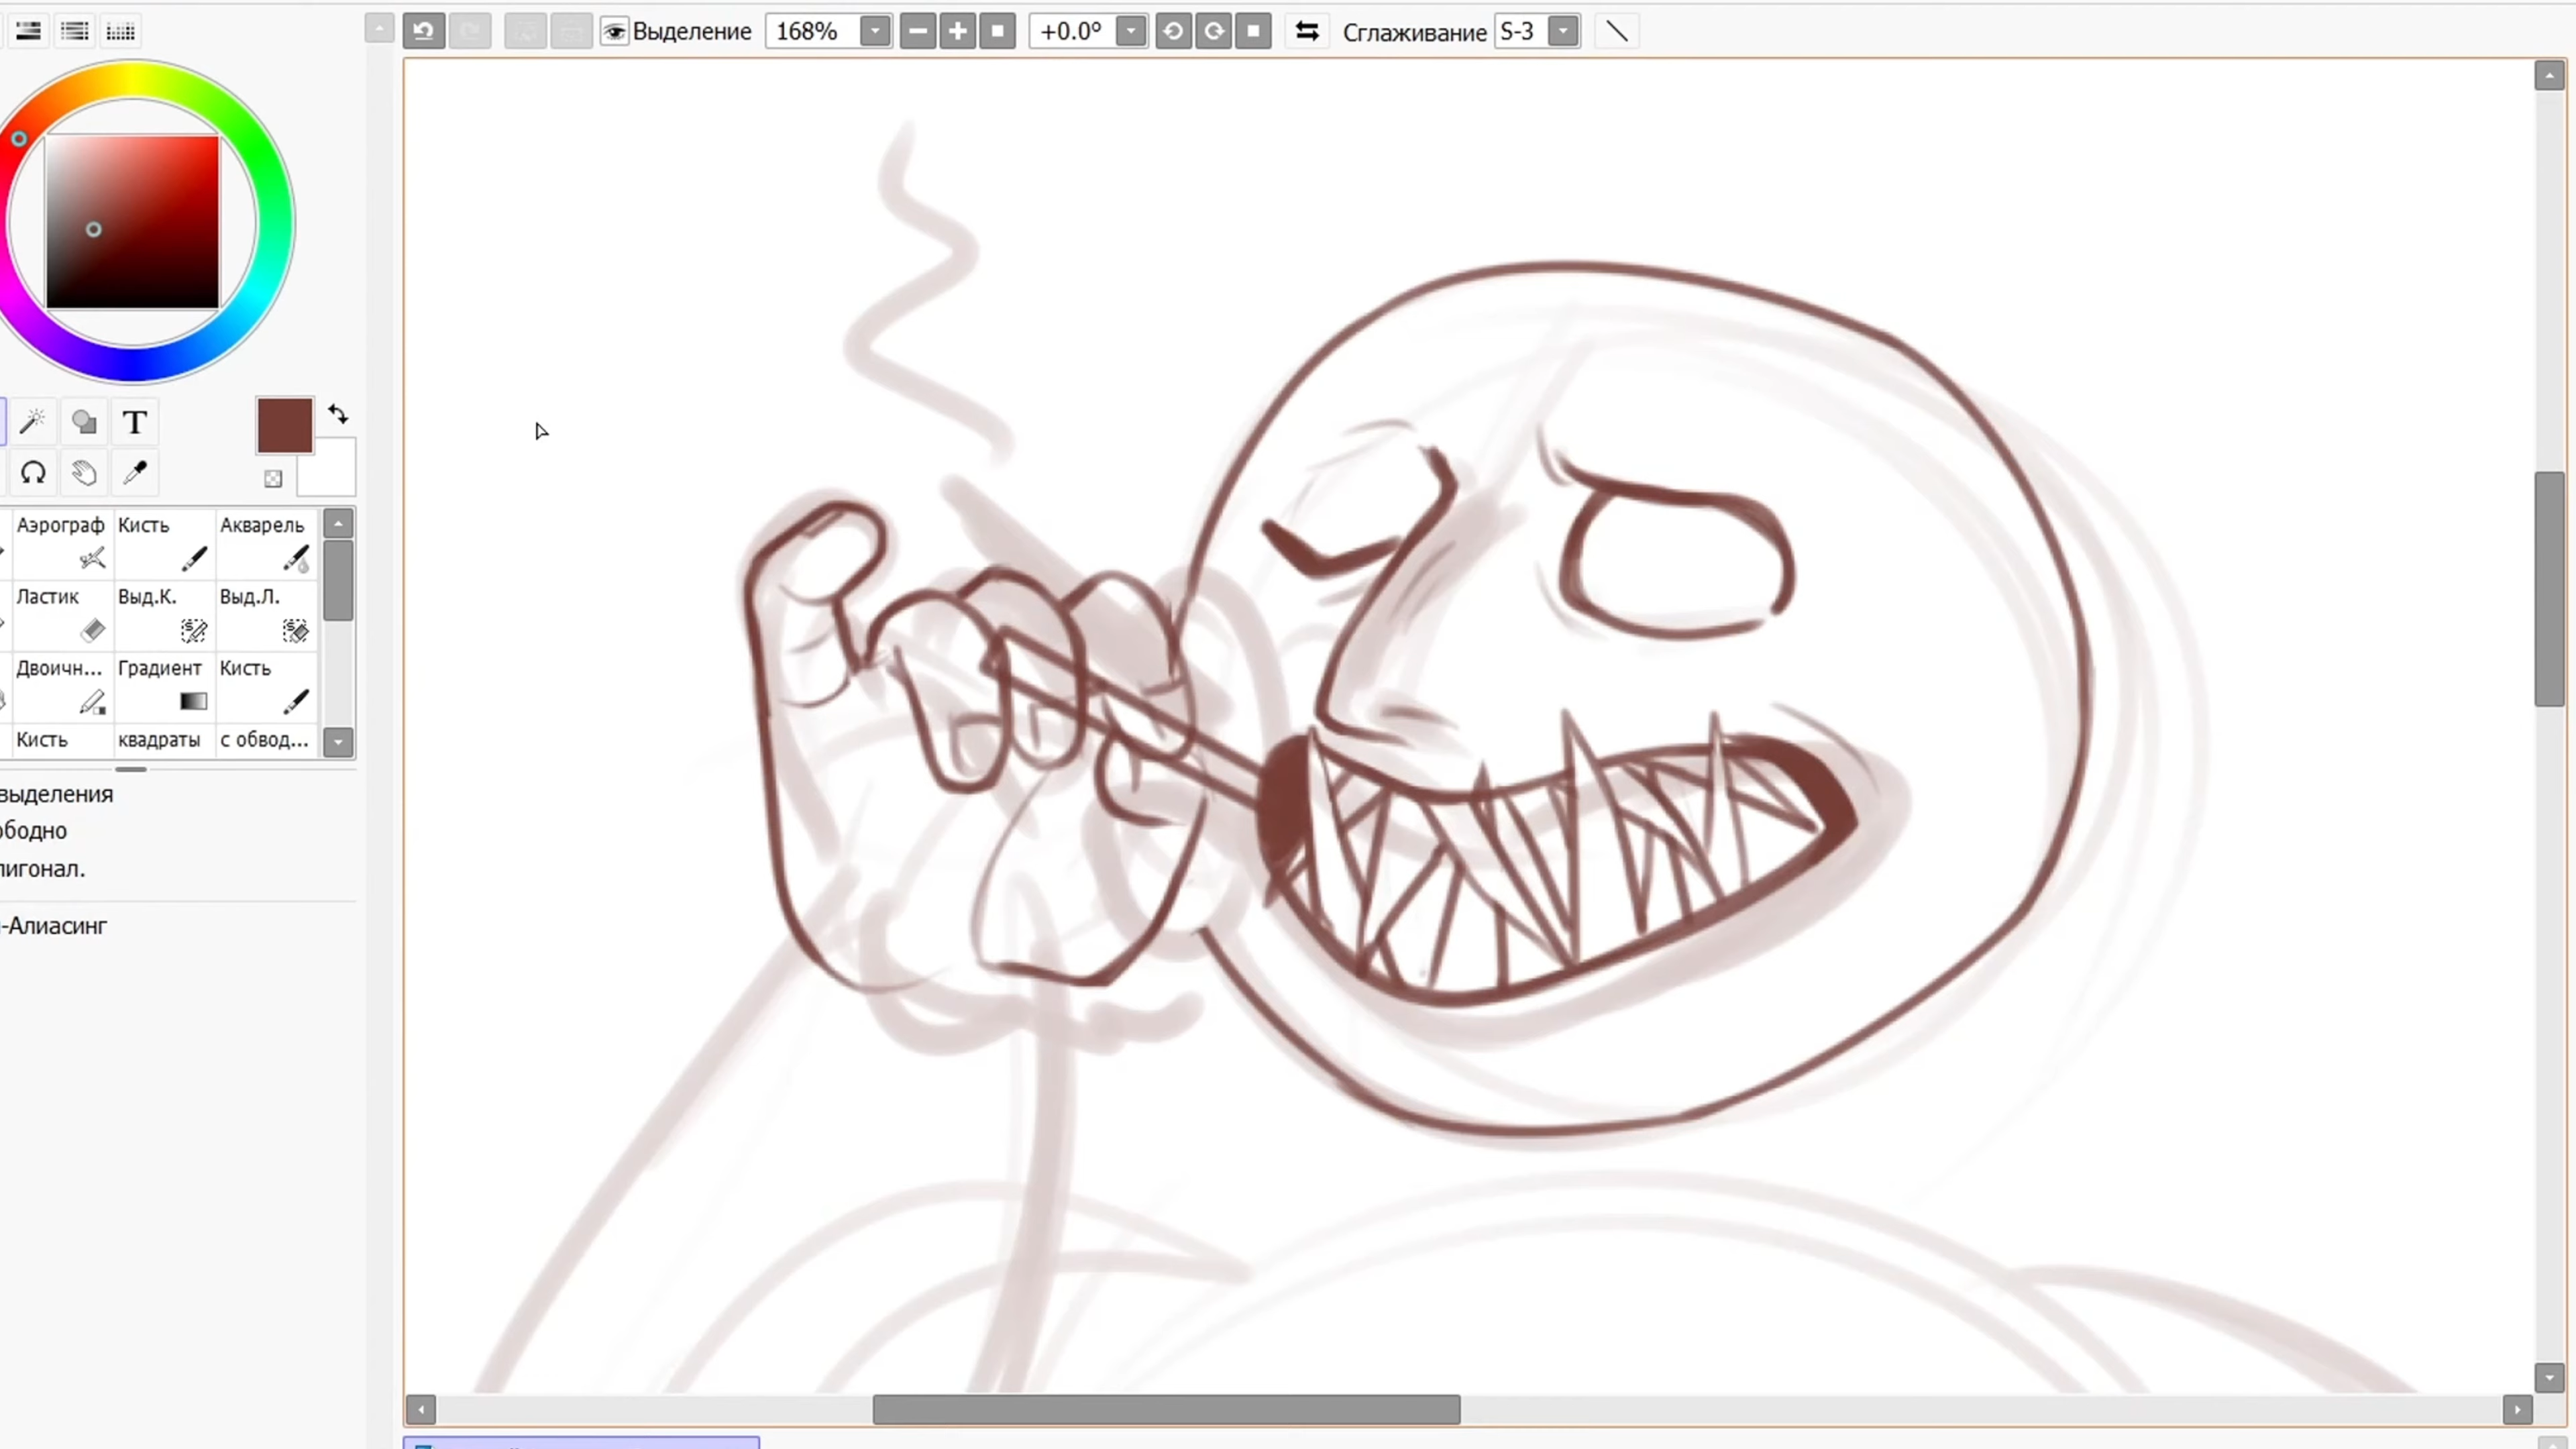 Выделение 168% +0.0° Сглаживание S-3
T
Аэрограф Кисть Акварель
Ластик Выд.К. Выд.Л.
Двоичн... Градиент Кисть
Кисть квадраты с обвод...
выделения
ободно
лигонал.
-Алиасинг